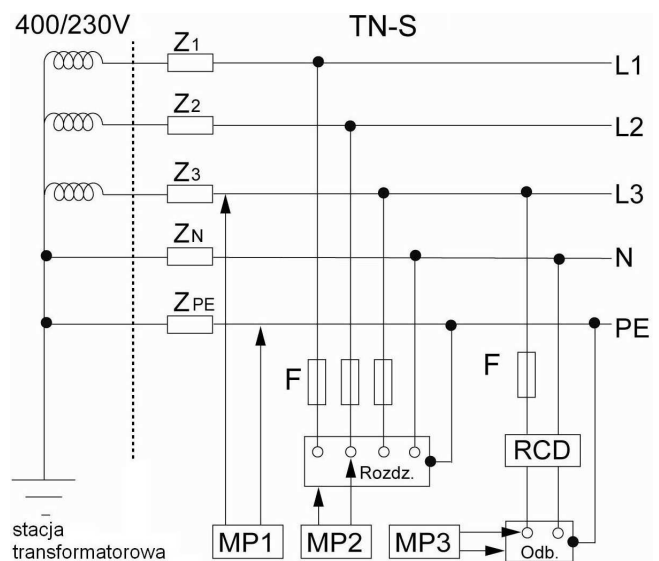 400/230V
TN-S
Z1
L1
Z2
L2
Z3
L3
ZN
N
ZPE
PE
F
F
RCD
Rozdz.
stacja
transformatorowa
MP1
MP2
MP3
Odb.